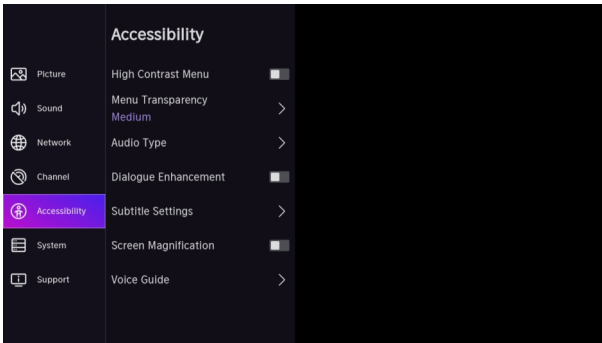 Accessibility
Picture
Sound
Network
Channel
Accessibility
System
Support
High Contrast Menu
Menu Transparency
Medium
Audio Type
Dialogue Enhancement
Subtitle Settings
Screen Magnification
Voice Guide